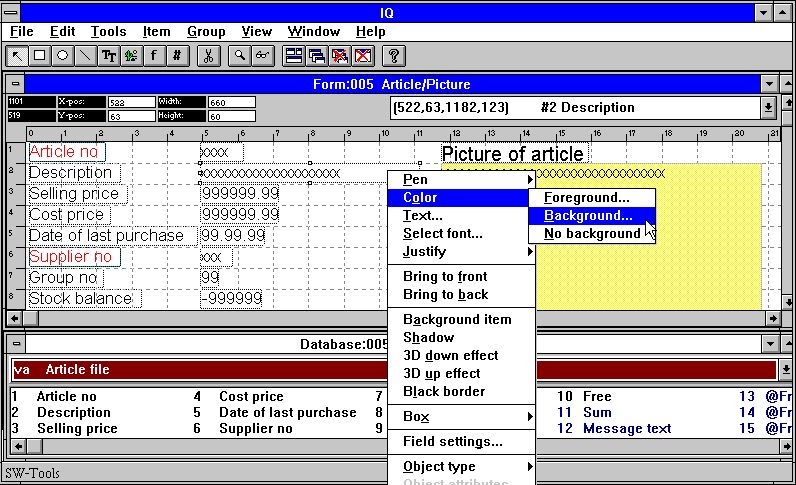 IQ
File Edit Tools Item Group View Window Help
TT f # ?
Form:005 Article/Picture
1101 X-pos: 522 Width: 660
519 Y-pos: 63 Height: 60
(522,63,1182,123) #2 Description
0 1 2 3 4 5 6 7 8 9 10 11 12 13 14 15 16 17 18 19 20 21
1 Article no xxxx Picture of article
2 Description
3 Selling price 999999.99
4 Cost price 999999.99
5 Date of last purchase 99.99.99
6 Supplier no xxx
7 Group no 99
8 Stock balance -999999
Pen
Color
Text...
Select font...
Justify
Bring to front
Bring to back
Background item
Shadow
3D down effect
3D up effect
Black border
Box
Field settings...
Object type
Object attributes
Foreground...
Background...
No background
Database:005
va Article file
1 Article no 4 Cost price 7 10 Free 13 @Fr
2 Description 5 Date of last purchase 8 11 Sum 14 @Fr
3 Selling price 6 Supplier no 9 12 Message text 15 @Fr
SW-Tools